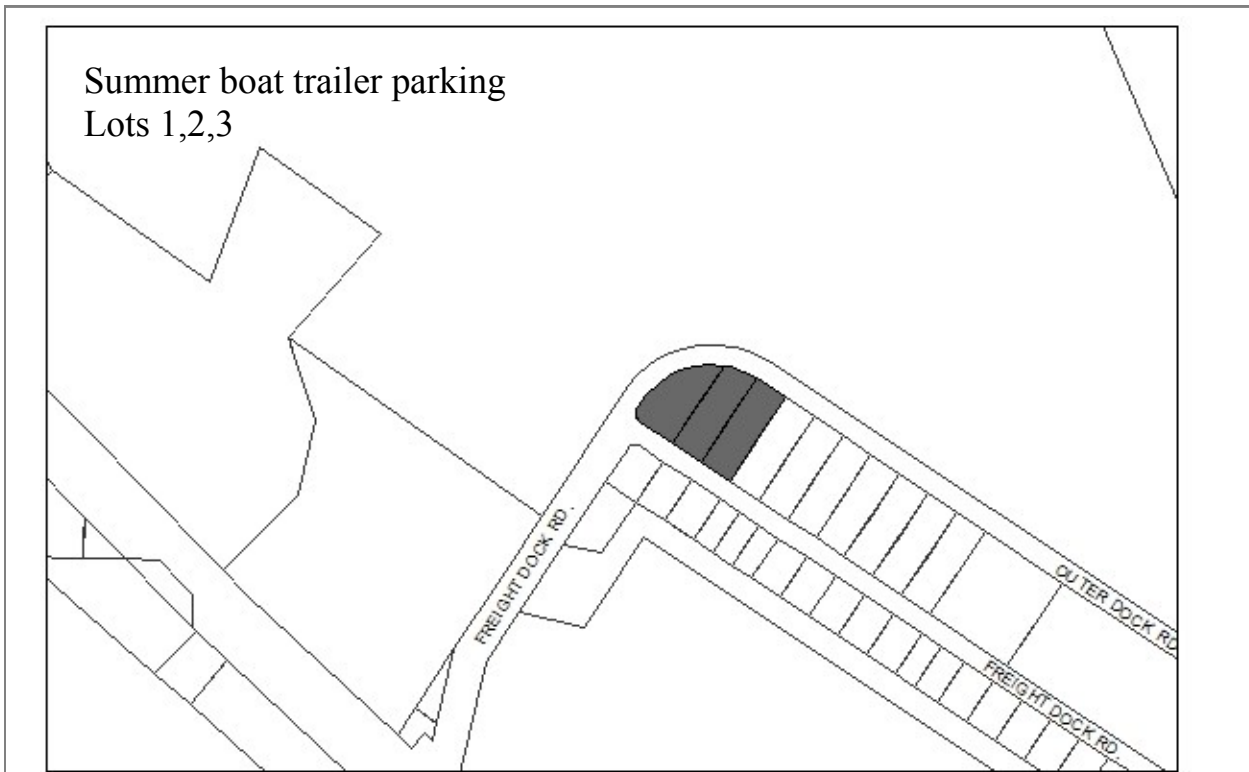 Summer boat trailer parking
Lots 1,2,3
FREIGHT DOCK RD.
OUTER DOCK RD
FREIGHT DOCK RD.